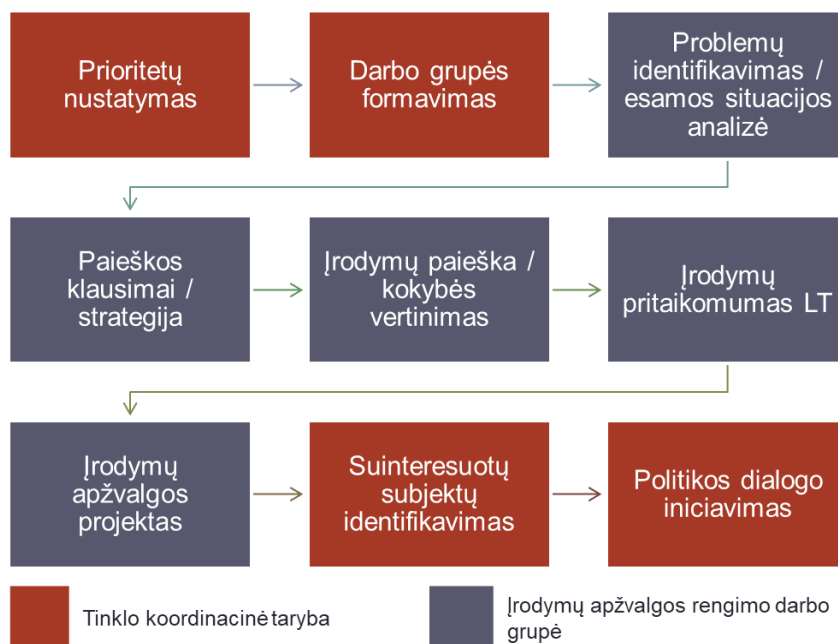 Prioritetų
nustatymas
Darbo grupės
formavimas
Problemų
identifikavimas /
esamos situacijos
analizė
Paieškos
klausimai /
strategija
Įrodymų paieška /
kokybės
vertinimas
Įrodymų
pritaikomumas LT
Įrodymų
apžvalgos
projektas
Suinteresuotų
subjektų
identifikavimas
Politikos dialogo
iniciavimas
Tinklo koordinacinė taryba
Įrodymų apžvalgos rengimo darbo
grupė